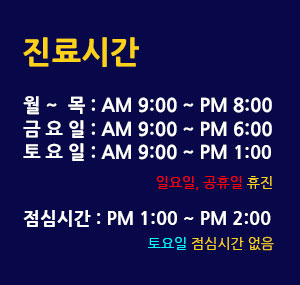 진료시간
월 ~ 목 : AM 9:00 ~ PM 8:00
금 요 일 : AM 9:00 ~ PM 6:00
토 요 일 : AM 9:00 ~ PM 1:00
일요일, 공휴일 휴진
점심시간 : PM 1:00 ~ PM 2:00
토요일 점심시간 없음